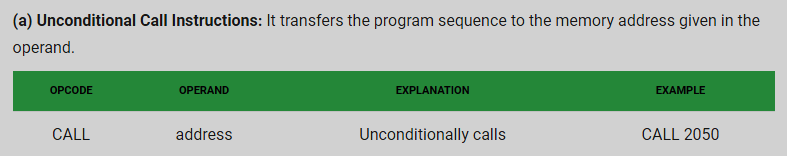 (a) Unconditional Call Instructions: It transfers the program sequence to the memory address given in the
operand.
OPCODE OPERAND EXPLANATION EXAMPLE
CALL address Unconditionally calls CALL 2050